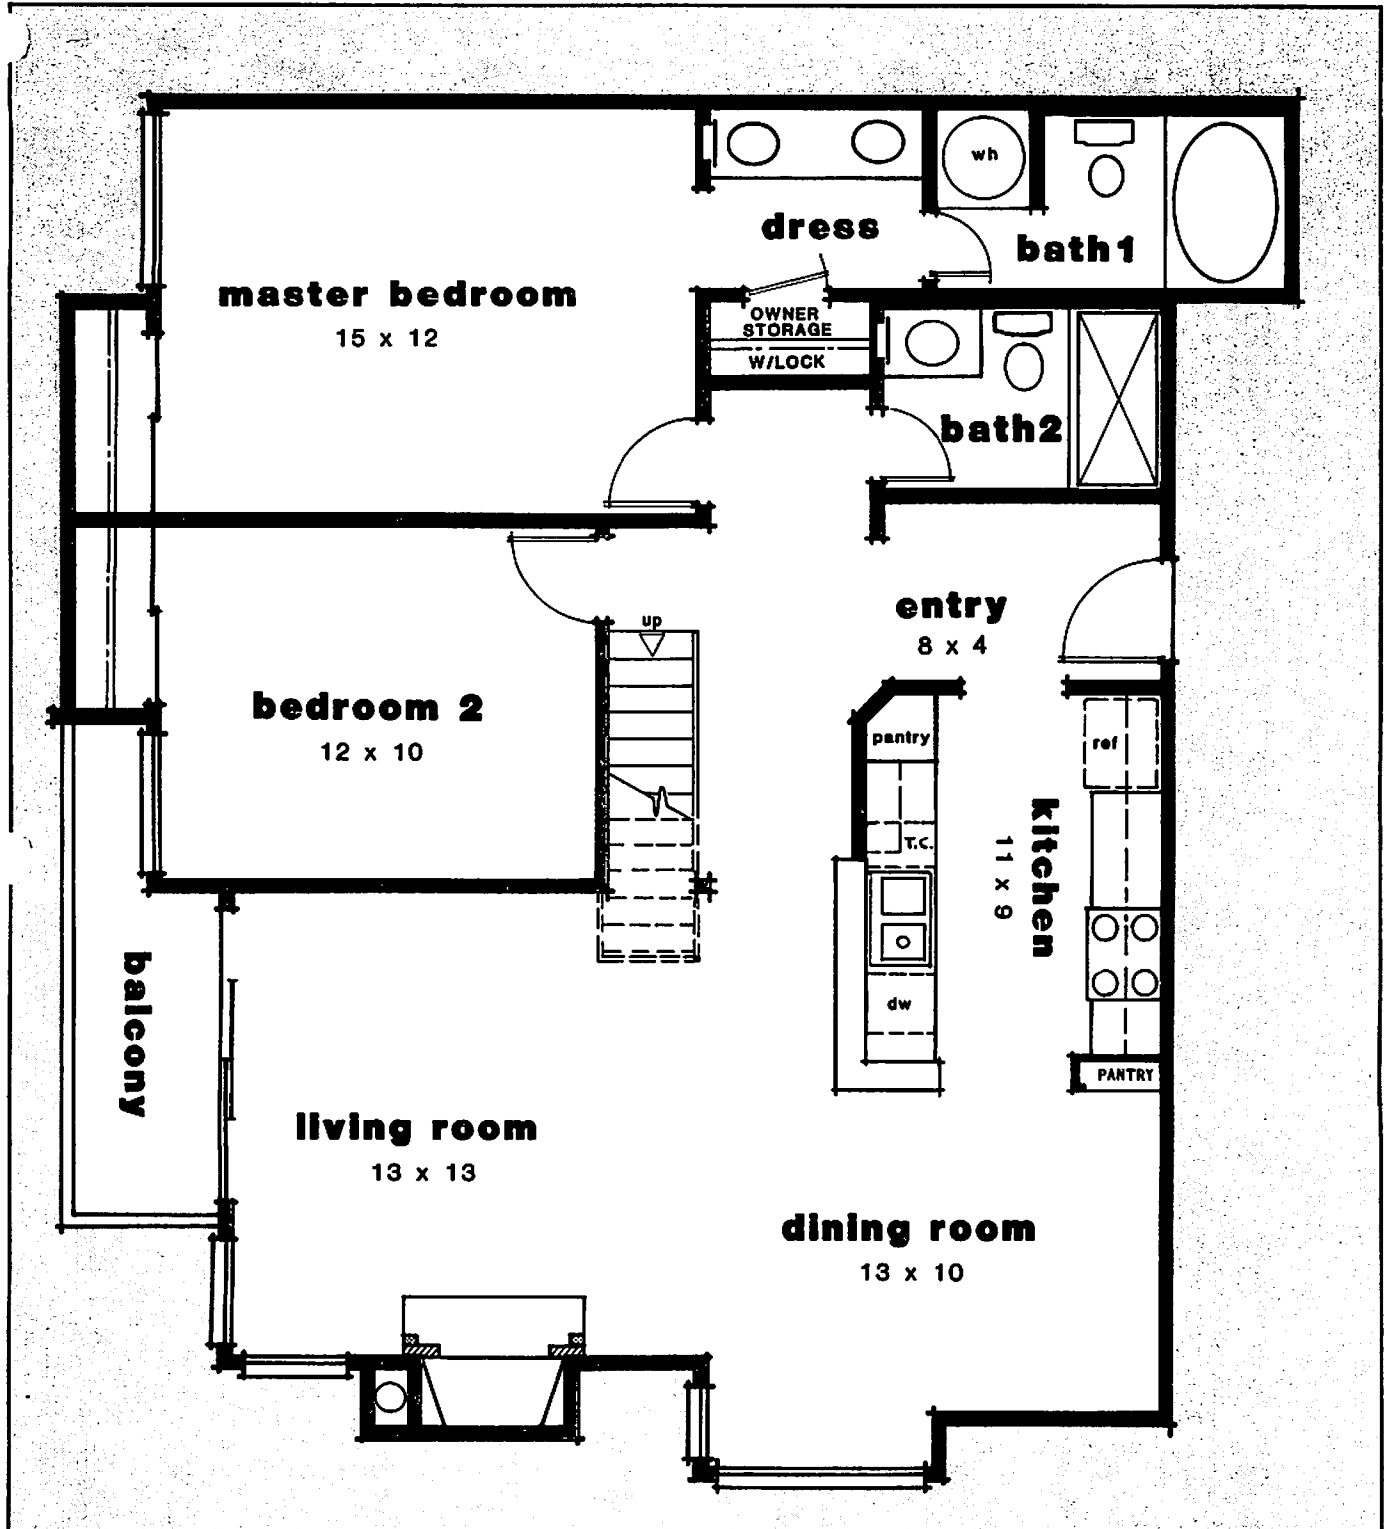 wh
dress
bath1
master bedroom
15 x 12
OWNER
STORAGE
W/LOCK
bath2
entry
8 x 4
up
bedroom 2
12 x 10
pantry
ref
T.C.
kitchen
11 x 9
dw
balcony
PANTRY
living room
13 x 13
dining room
13 x 10